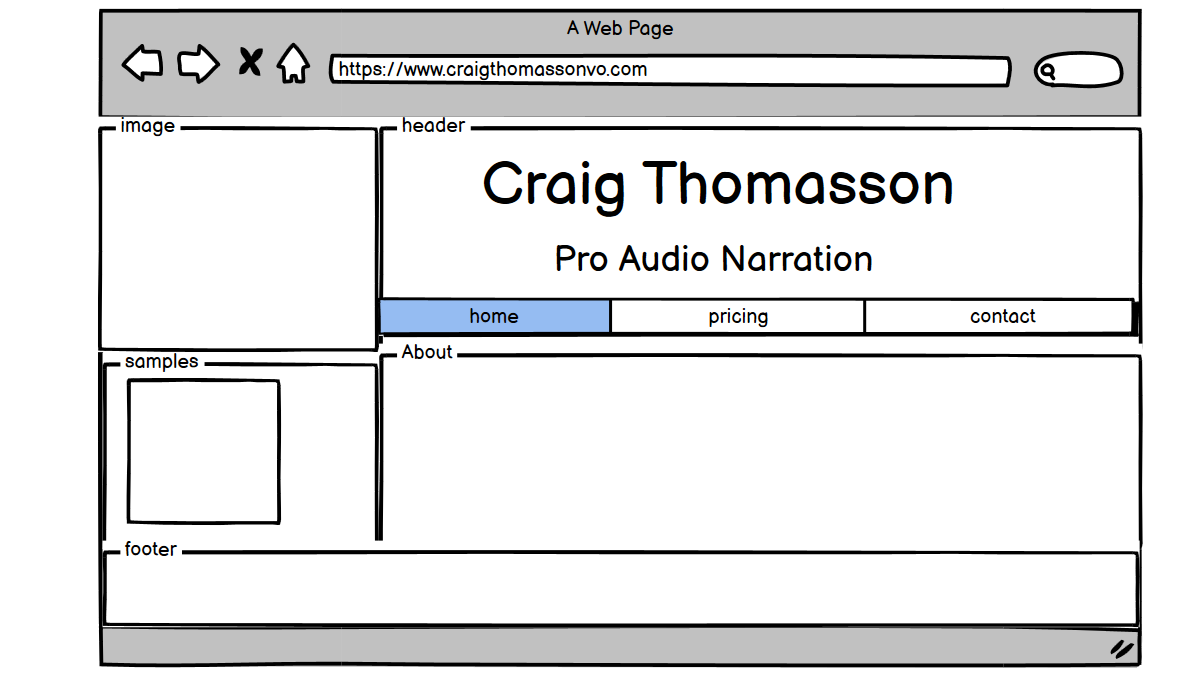 A Web Page
https://www.craigthomassonvo.com
image
header
Craig Thomasson
Pro Audio Narration
home
pricing
contact
samples
About
footer